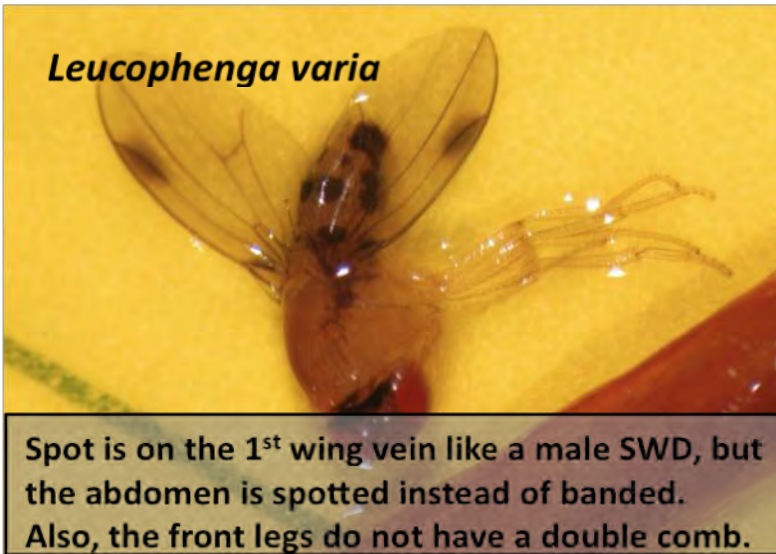 Leucophenga varia
Spot is on the 1st wing vein like a male SWD, but
the abdomen is spotted instead of banded.
Also, the front legs do not have a double comb.